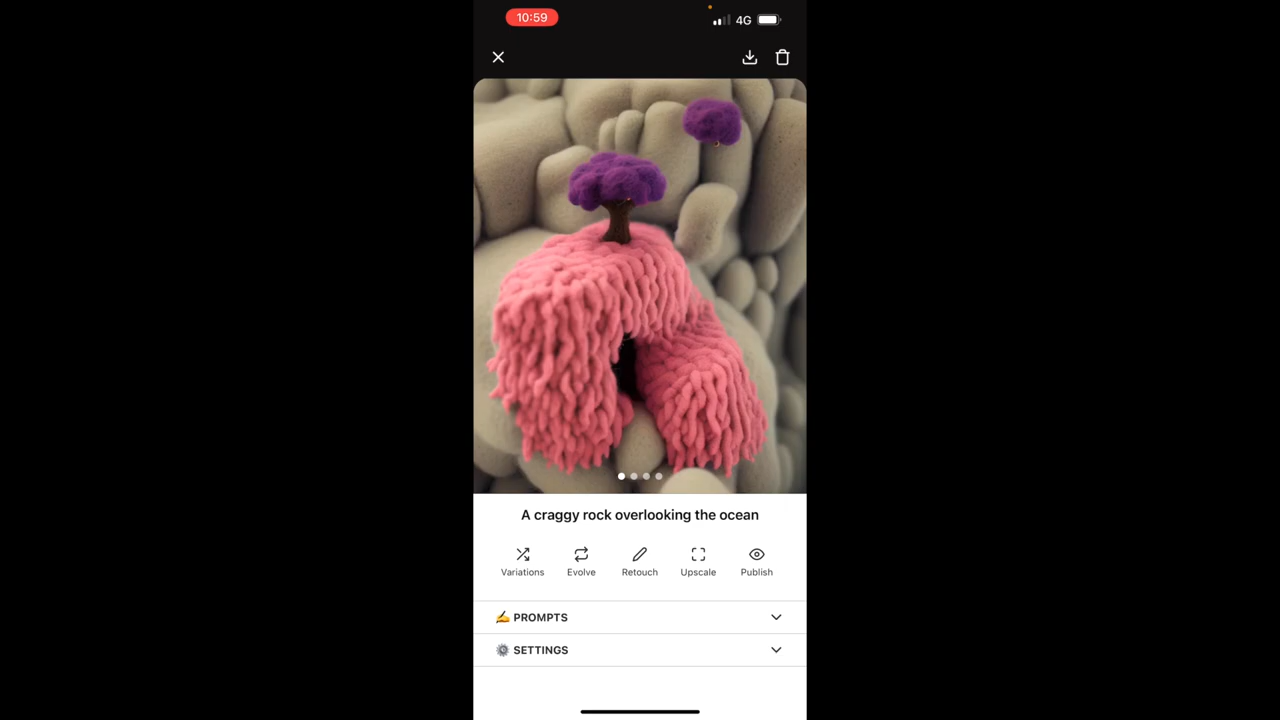 10:59
4G
A craggy rock overlooking the ocean
Variations Evolve Retouch Upscale Publish
✍️ PROMPTS
⚙️ SETTINGS